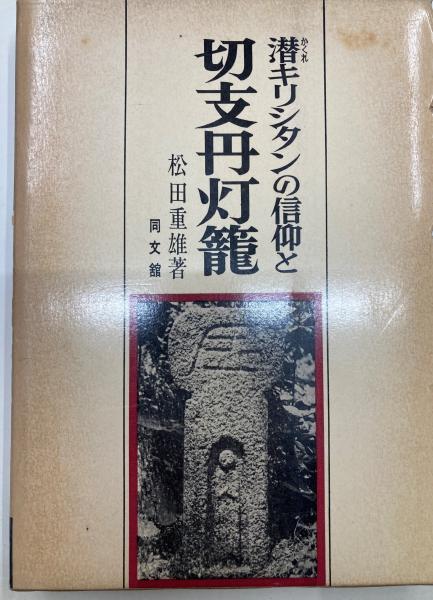 潜キリシタンの信仰と
かくれ
切支丹灯籠
松田重雄著
同文舘